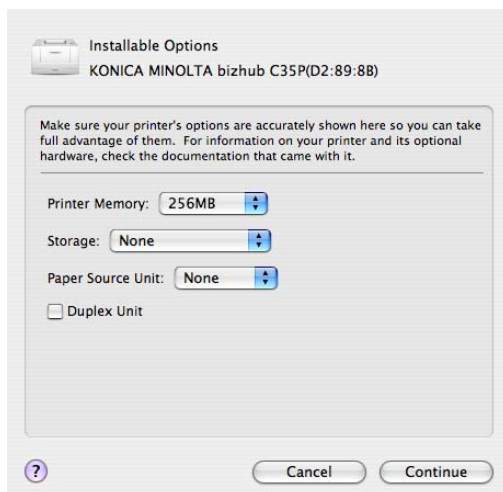 Installable Options
KONICA MINOLTA bizhub C35P(D2:89:8B)
Make sure your printer's options are accurately shown here so you can take
full advantage of them. For information on your printer and its optional
hardware, check the documentation that came with it.
Printer Memory: 256MB
Storage: None
Paper Source Unit: None
Duplex Unit
? Cancel Continue